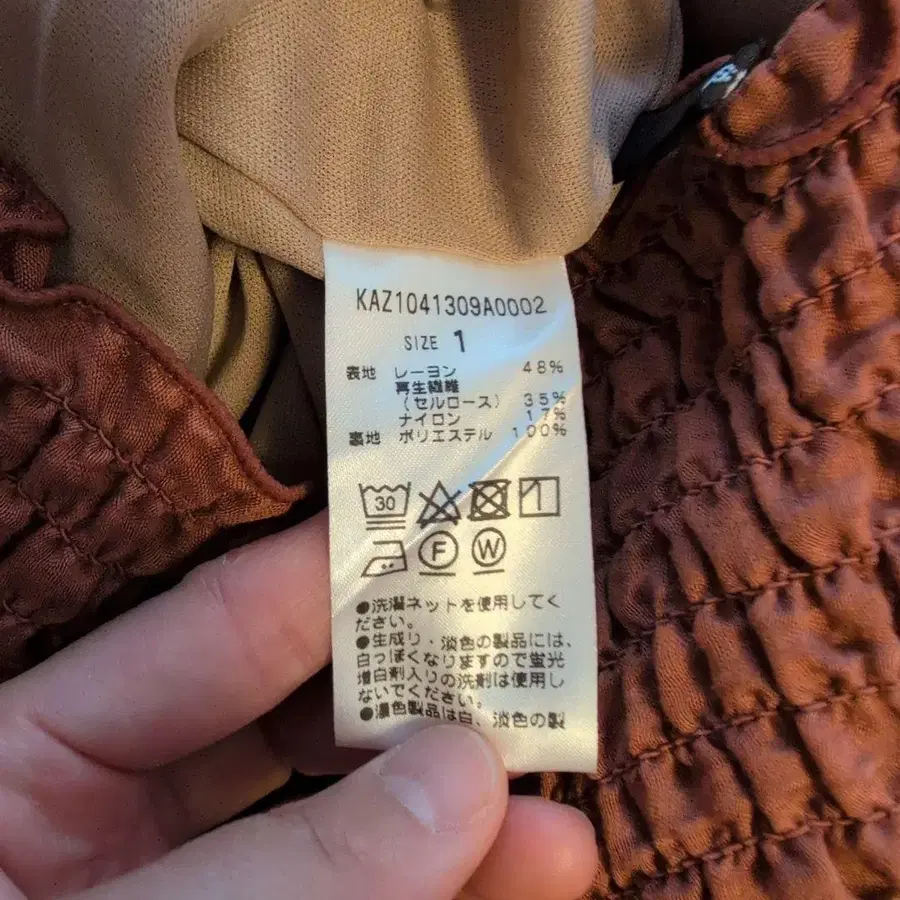 KAZ1041309A0002
SIZE 1
表地 レーヨン 48%
再生繊維
(セルロース) 35%
ナイロン 17%
裏地 ポリエステル 100%
30
F W
●洗濯ネットを使用してく
ださい。
●生成り・淡色の製品には、
白っぽくなりますので蛍光
増白剤入りの洗剤は使用し
ないでください。
●濃色製品は白、淡色の製